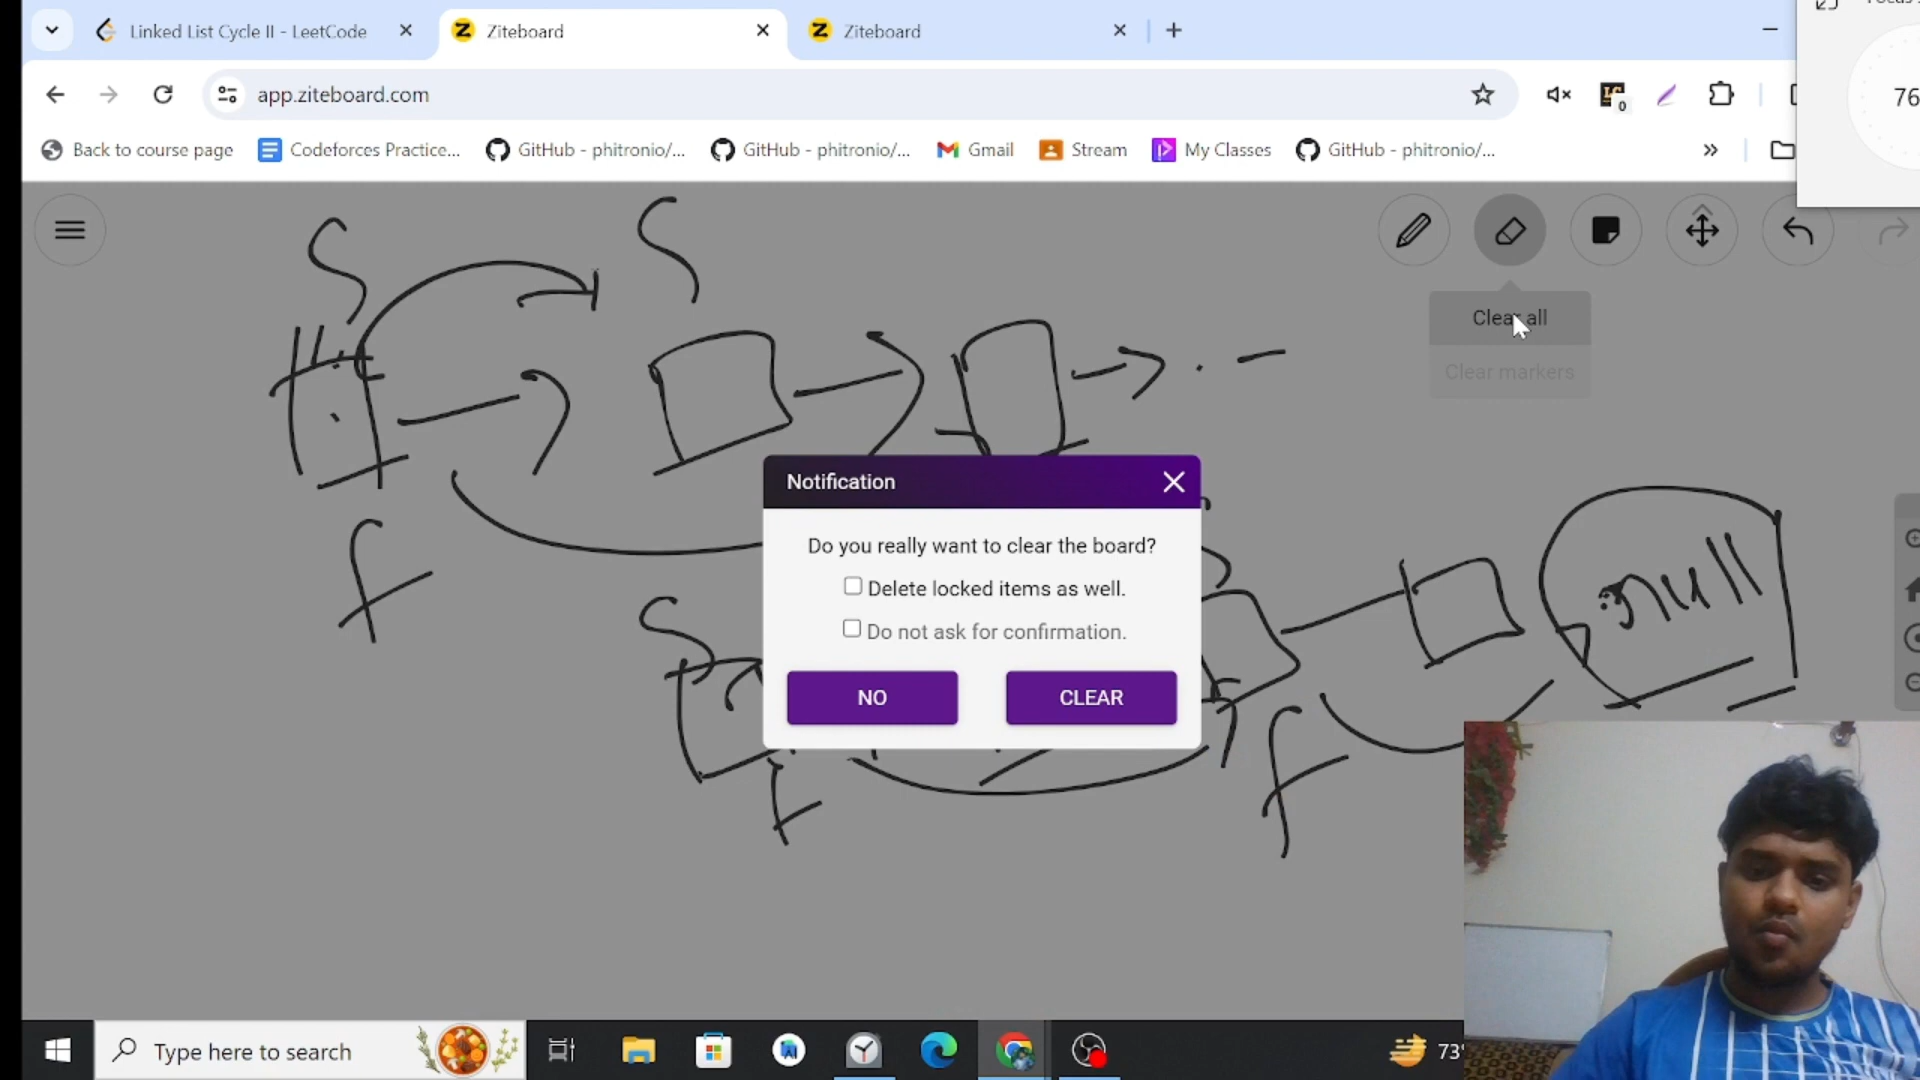 Linked List Cycle II - LeetCode
Ziteboard
Ziteboard
app.ziteboard.com
0
76
Back to course page
Codeforces Practice...
GitHub - phitronio/...
GitHub - phitronio/...
Gmail
Stream
My Classes
GitHub - phitronio/...
S
S
Clear all
Clear markers
Notification
Do you really want to clear the board?
Delete locked items as well.
Do not ask for confirmation.
NO
CLEAR
f
S
null
f
f
Type here to search
73°